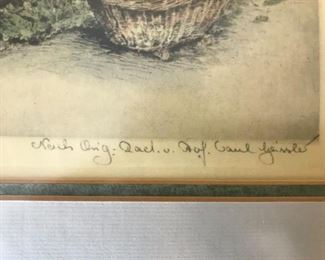 Nach Orig. Rad. v. Prof. Paul Geissler